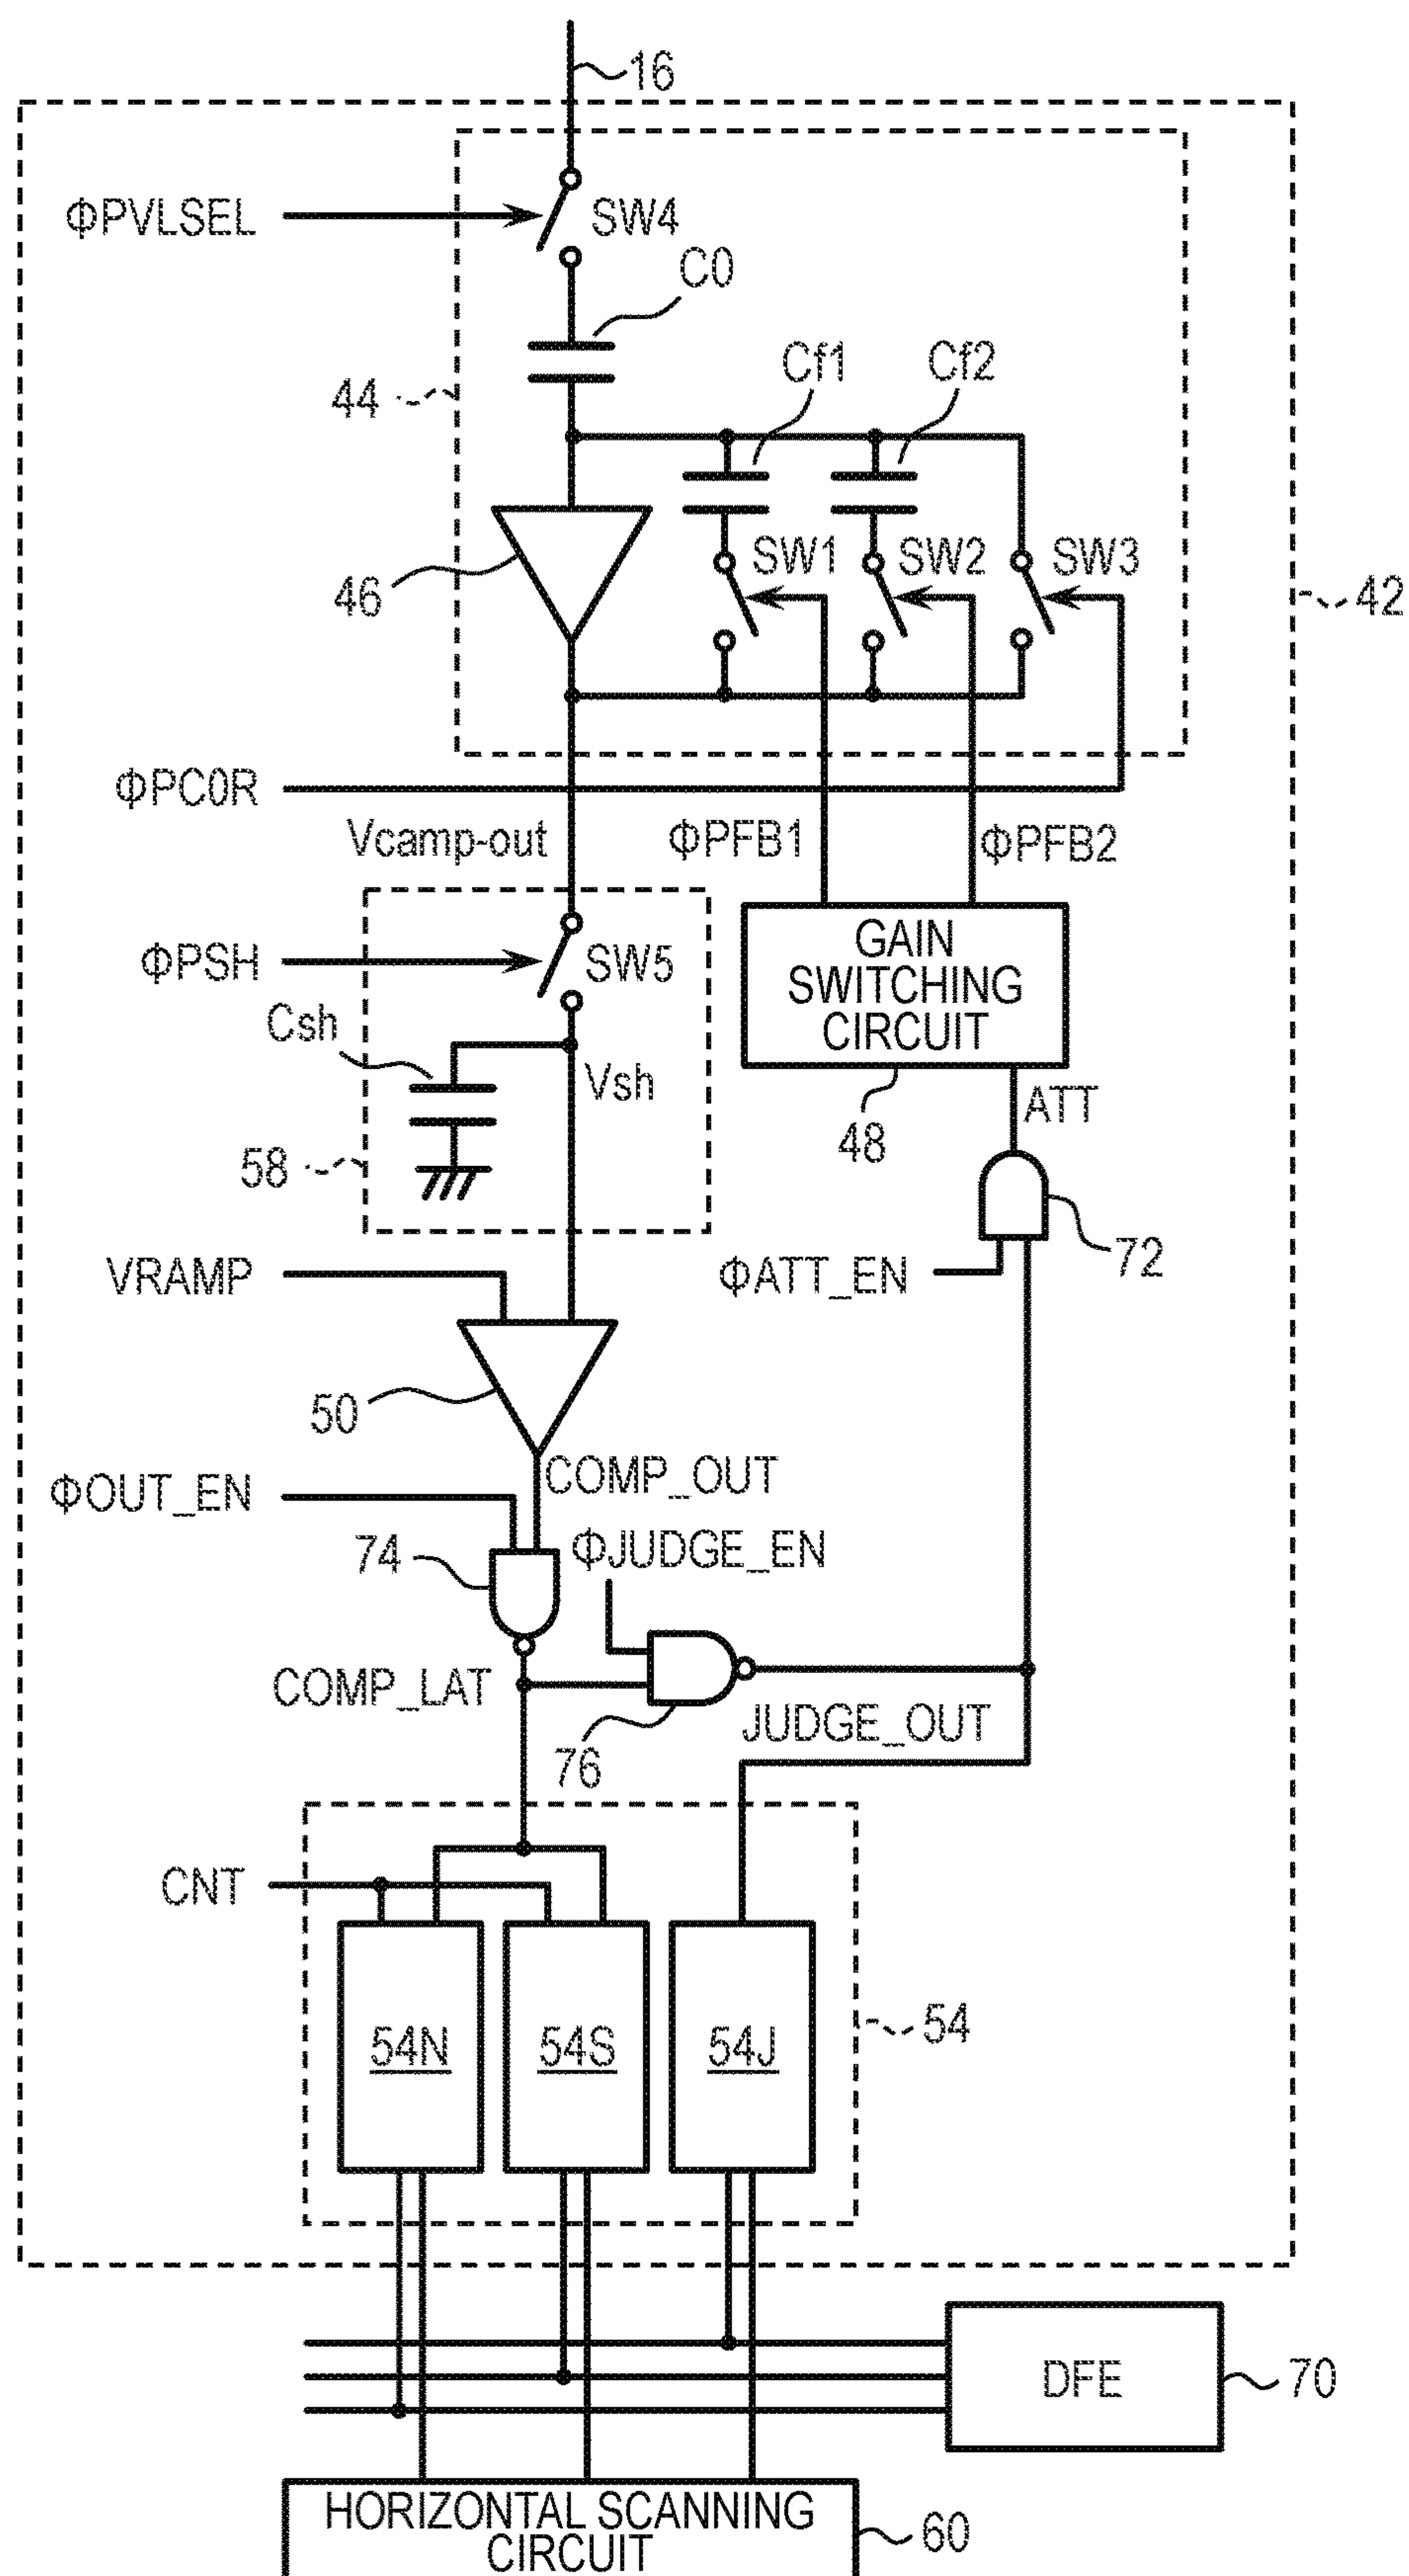 16
ΦPVLSEL
SW4
C0
44
Cf1
Cf2
46
SW1
SW2
SW3
42
ΦPC0R
Vcamp-out
ΦPFB1
ΦPFB2
ΦPSH
SW5
GAIN
SWITCHING
CIRCUIT
Csh
Vsh
48
ATT
58
72
VRAMP
ΦATT_EN
50
COMP_OUT
ΦOUT_EN
74
ΦJUDGE_EN
COMP_LAT
76
JUDGE_OUT
CNT
54N
54S
54J
54
DFE
70
HORIZONTAL SCANNING
CIRCUIT
60